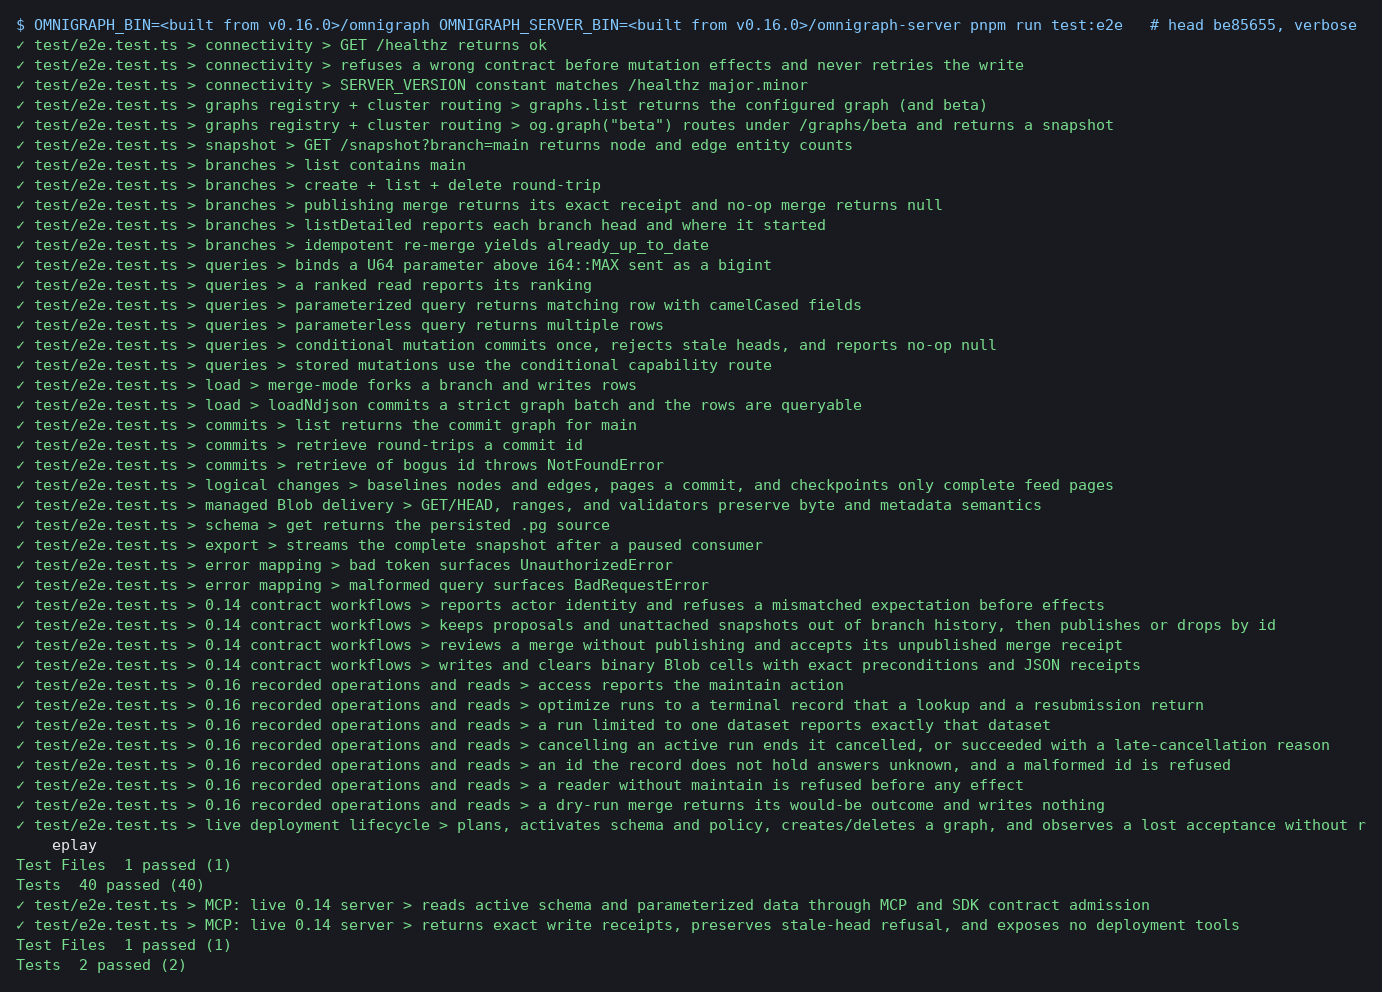 $ OMNIGRAPH_BIN=<built from v0.16.0>/omnigraph OMNIGRAPH_SERVER_BIN=<built from v0.16.0>/omnigraph-server pnpm run test:e2e   # head be85655, verbose
✓ test/e2e.test.ts > connectivity > GET /healthz returns ok
✓ test/e2e.test.ts > connectivity > refuses a wrong contract before mutation effects and never retries the write
✓ test/e2e.test.ts > connectivity > SERVER_VERSION constant matches /healthz major.minor
✓ test/e2e.test.ts > graphs registry + cluster routing > graphs.list returns the configured graph (and beta)
✓ test/e2e.test.ts > graphs registry + cluster routing > og.graph("beta") routes under /graphs/beta and returns a snapshot
✓ test/e2e.test.ts > snapshot > GET /snapshot?branch=main returns node and edge entity counts
✓ test/e2e.test.ts > branches > list contains main
✓ test/e2e.test.ts > branches > create + list + delete round-trip
✓ test/e2e.test.ts > branches > publishing merge returns its exact receipt and no-op merge returns null
✓ test/e2e.test.ts > branches > listDetailed reports each branch head and where it started
✓ test/e2e.test.ts > branches > idempotent re-merge yields already_up_to_date
✓ test/e2e.test.ts > queries > binds a U64 parameter above i64::MAX sent as a bigint
✓ test/e2e.test.ts > queries > a ranked read reports its ranking
✓ test/e2e.test.ts > queries > parameterized query returns matching row with camelCased fields
✓ test/e2e.test.ts > queries > parameterless query returns multiple rows
✓ test/e2e.test.ts > queries > conditional mutation commits once, rejects stale heads, and reports no-op null
✓ test/e2e.test.ts > queries > stored mutations use the conditional capability route
✓ test/e2e.test.ts > load > merge-mode forks a branch and writes rows
✓ test/e2e.test.ts > load > loadNdjson commits a strict graph batch and the rows are queryable
✓ test/e2e.test.ts > commits > list returns the commit graph for main
✓ test/e2e.test.ts > commits > retrieve round-trips a commit id
✓ test/e2e.test.ts > commits > retrieve of bogus id throws NotFoundError
✓ test/e2e.test.ts > logical changes > baselines nodes and edges, pages a commit, and checkpoints only complete feed pages
✓ test/e2e.test.ts > managed Blob delivery > GET/HEAD, ranges, and validators preserve byte and metadata semantics
✓ test/e2e.test.ts > schema > get returns the persisted .pg source
✓ test/e2e.test.ts > export > streams the complete snapshot after a paused consumer
✓ test/e2e.test.ts > error mapping > bad token surfaces UnauthorizedError
✓ test/e2e.test.ts > error mapping > malformed query surfaces BadRequestError
✓ test/e2e.test.ts > 0.14 contract workflows > reports actor identity and refuses a mismatched expectation before effects
✓ test/e2e.test.ts > 0.14 contract workflows > keeps proposals and unattached snapshots out of branch history, then publishes or drops by id
✓ test/e2e.test.ts > 0.14 contract workflows > reviews a merge without publishing and accepts its unpublished merge receipt
✓ test/e2e.test.ts > 0.14 contract workflows > writes and clears binary Blob cells with exact preconditions and JSON receipts
✓ test/e2e.test.ts > 0.16 recorded operations and reads > access reports the maintain action
✓ test/e2e.test.ts > 0.16 recorded operations and reads > optimize runs to a terminal record that a lookup and a resubmission return
✓ test/e2e.test.ts > 0.16 recorded operations and reads > a run limited to one dataset reports exactly that dataset
✓ test/e2e.test.ts > 0.16 recorded operations and reads > cancelling an active run ends it cancelled, or succeeded with a late-cancellation reason
✓ test/e2e.test.ts > 0.16 recorded operations and reads > an id the record does not hold answers unknown, and a malformed id is refused
✓ test/e2e.test.ts > 0.16 recorded operations and reads > a reader without maintain is refused before any effect
✓ test/e2e.test.ts > 0.16 recorded operations and reads > a dry-run merge returns its would-be outcome and writes nothing
✓ test/e2e.test.ts > live deployment lifecycle > plans, activates schema and policy, creates/deletes a graph, and observes a lost acceptance without r
eplay
Test Files  1 passed (1)
Tests  40 passed (40)
✓ test/e2e.test.ts > MCP: live 0.14 server > reads active schema and parameterized data through MCP and SDK contract admission
✓ test/e2e.test.ts > MCP: live 0.14 server > returns exact write receipts, preserves stale-head refusal, and exposes no deployment tools
Test Files  1 passed (1)
Tests  2 passed (2)